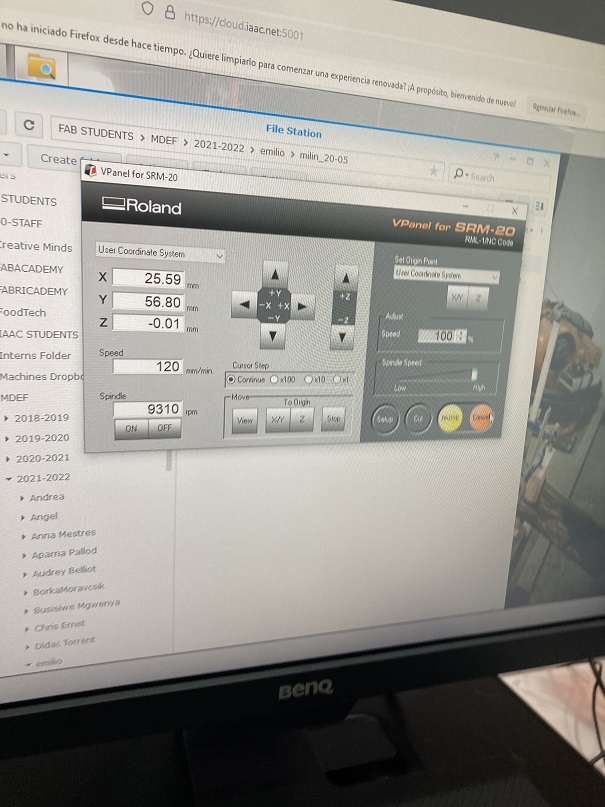 https://cloud.iaac.net:5001
no ha iniciado Firefox desde hace tiempo. ¿Quiere limpiarlo para comenzar una experiencia renovada? ¡A propósito, bienvenido de nuevo!
Reiniciar Firefox...
File Station
FAB STUDENTS > MDEF > 2021-2022 > emilio > milin_20-05
Create
Search
VPanel for SRM-20
Roland
VPanel for SRM-20
RML-1/NC Code
User Coordinate System
X 25.59 mm
Y 56.80 mm
Z -0.01 mm
Speed
120 mm/min
Spindle
9310 rpm
ON OFF
+Y
-X +X
-Y
+Z
-Z
Cursor Step
Continue x100 x10 x1
Move
To Origin
View X/Y Z Stop
Set Origin Point
User Coordinate System
X/Y Z
Adjust
Speed 100 %
Spindle Speed
Low High
Setup Cut Cancel
STUDENTS
0-STAFF
Creative Minds
FABACADEMY
FABRICADEMY
FoodTech
IAAC STUDENTS
Interns Folder
Machines Dropbo
MDEF
2018-2019
2019-2020
2020-2021
2021-2022
Andrea
Angel
Anna Mestres
Aparna Pallod
Audrey Belliot
BorkaMoravcsik
Busisiwe Mgwenya
Chris Ernst
Didac Torrent
emilio
BenQ